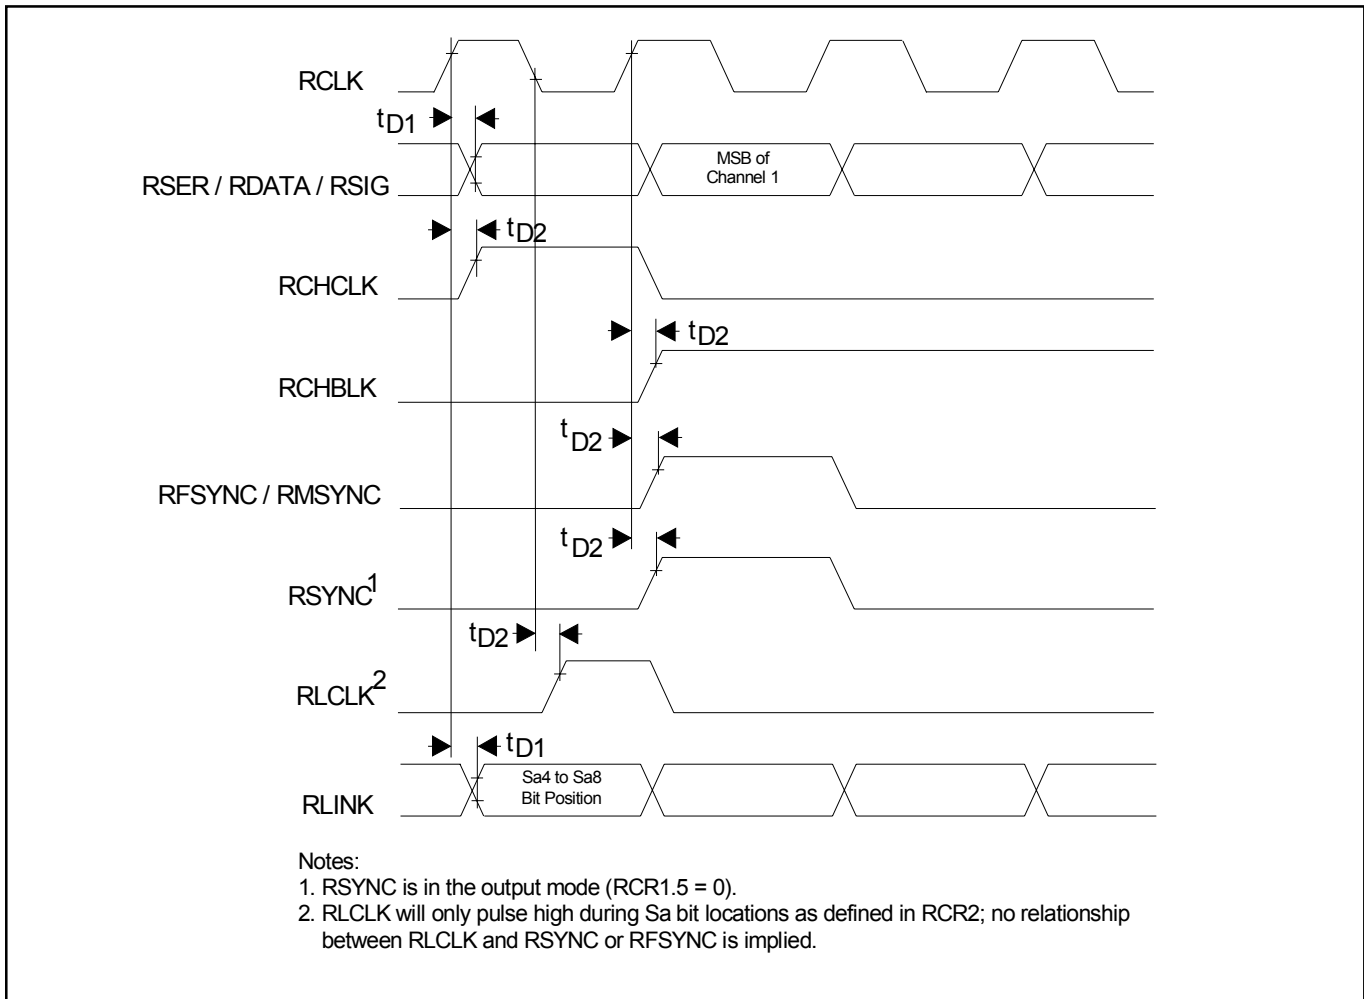 RCLK
tD1
MSB of
Channel 1
RSER / RDATA / RSIG
tD2
RCHCLK
tD2
RCHBLK
tD2
RFSYNC / RMSYNC
tD2
RSYNC1
tD2
RLCLK2
tD1
Sa4 to Sa8
Bit Position
RLINK
Notes:
1. RSYNC is in the output mode (RCR1.5 = 0).
2. RLCLK will only pulse high during Sa bit locations as defined in RCR2; no relationship
between RLCLK and RSYNC or RFSYNC is implied.